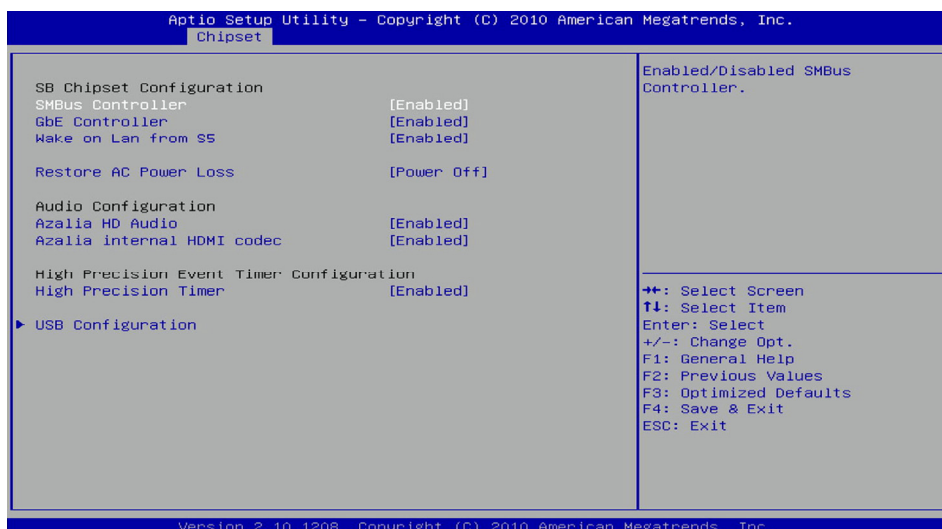 Aptio Setup Utility – Copyright (C) 2010 American Megatrends, Inc.
Chipset
SB Chipset Configuration
SMBus Controller [Enabled]
GbE Controller [Enabled]
Wake on Lan from S5 [Enabled]
Restore AC Power Loss [Power Off]
Audio Configuration
Azalia HD Audio [Enabled]
Azalia internal HDMI codec [Enabled]
High Precision Event Timer Configuration
High Precision Timer [Enabled]
► USB Configuration
Enabled/Disabled SMBus
Controller.
→←: Select Screen
↑↓: Select Item
Enter: Select
+/-: Change Opt.
F1: General Help
F2: Previous Values
F3: Optimized Defaults
F4: Save & Exit
ESC: Exit
Version 2.10.1208. Copyright (C) 2010 American Megatrends, Inc.